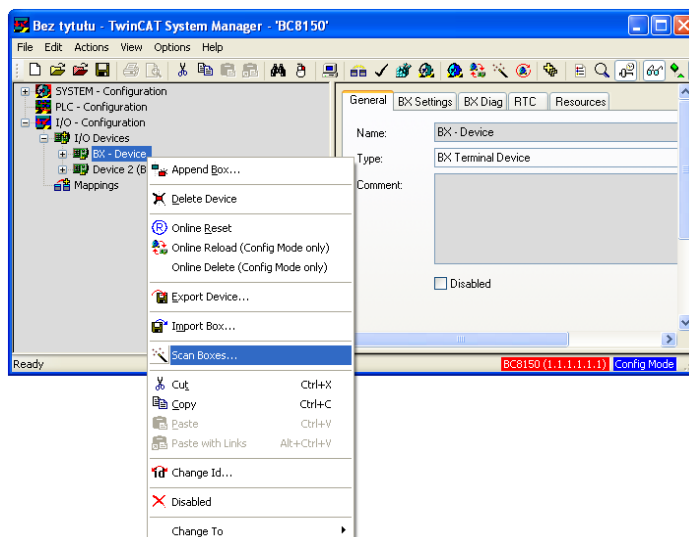 Bez tytułu - TwinCAT System Manager - 'BC8150'
File Edit Actions View Options Help
SYSTEM - Configuration
PLC - Configuration
I/O - Configuration
I/O Devices
BX - Device
Device 2 (B
Mappings
General BX Settings BX Diag RTC Resources
Name: BX - Device
Type: BX Terminal Device
Comment:
Disabled
Append Box...
Delete Device
Online Reset
Online Reload (Config Mode only)
Online Delete (Config Mode only)
Export Device...
Import Box...
Scan Boxes...
Cut Ctrl+X
Copy Ctrl+C
Paste Ctrl+V
Paste with Links Alt+Ctrl+V
Change Id...
Disabled
Change To
Ready BC8150 (1.1.1.1.1.1) Config Mode